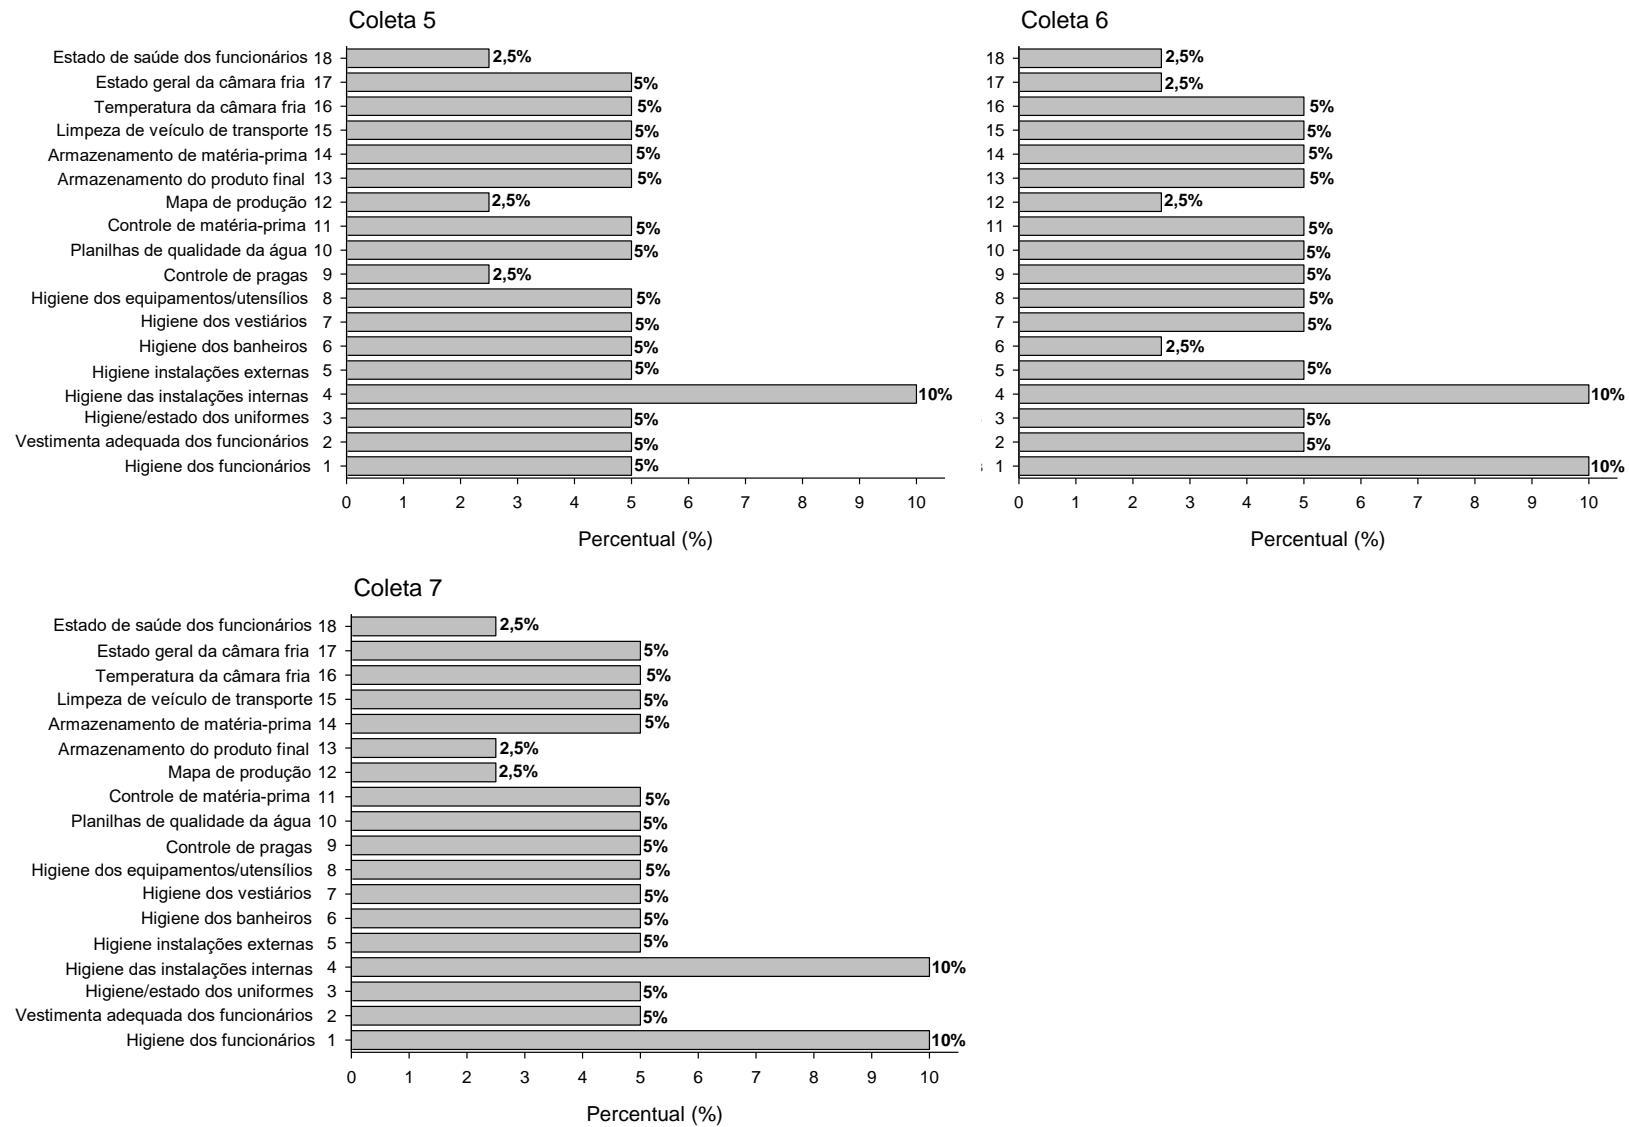 Coleta 5
Estado de saúde dos funcionários 18 2,5%
Estado geral da câmara fria 17 5%
Temperatura da câmara fria 16 5%
Limpeza de veículo de transporte 15 5%
Armazenamento de matéria-prima 14 5%
Armazenamento do produto final 13 5%
Mapa de produção 12 2,5%
Controle de matéria-prima 11 5%
Planilhas de qualidade da água 10 5%
Controle de pragas 9 2,5%
Higiene dos equipamentos/utensílios 8 5%
Higiene dos vestiários 7 5%
Higiene dos banheiros 6 5%
Higiene instalações externas 5 5%
Higiene das instalações internas 4 10%
Higiene/estado dos uniformes 3 5%
Vestimenta adequada dos funcionários 2 5%
Higiene dos funcionários 1 5%
0 1 2 3 4 5 6 7 8 9 10
Percentual (%)
Coleta 6
18 2,5%
17 2,5%
16 5%
15 5%
14 5%
13 5%
12 2,5%
11 5%
10 5%
9 5%
8 5%
7 5%
6 2,5%
5 5%
4 10%
3 5%
2 5%
1 10%
0 1 2 3 4 5 6 7 8 9 10
Percentual (%)
Coleta 7
Estado de saúde dos funcionários 18 2,5%
Estado geral da câmara fria 17 5%
Temperatura da câmara fria 16 5%
Limpeza de veículo de transporte 15 5%
Armazenamento de matéria-prima 14 5%
Armazenamento do produto final 13 2,5%
Mapa de produção 12 2,5%
Controle de matéria-prima 11 5%
Planilhas de qualidade da água 10 5%
Controle de pragas 9 5%
Higiene dos equipamentos/utensílios 8 5%
Higiene dos vestiários 7 5%
Higiene dos banheiros 6 5%
Higiene instalações externas 5 5%
Higiene das instalações internas 4 10%
Higiene/estado dos uniformes 3 5%
Vestimenta adequada dos funcionários 2 5%
Higiene dos funcionários 1 10%
0 1 2 3 4 5 6 7 8 9 10
Percentual (%)